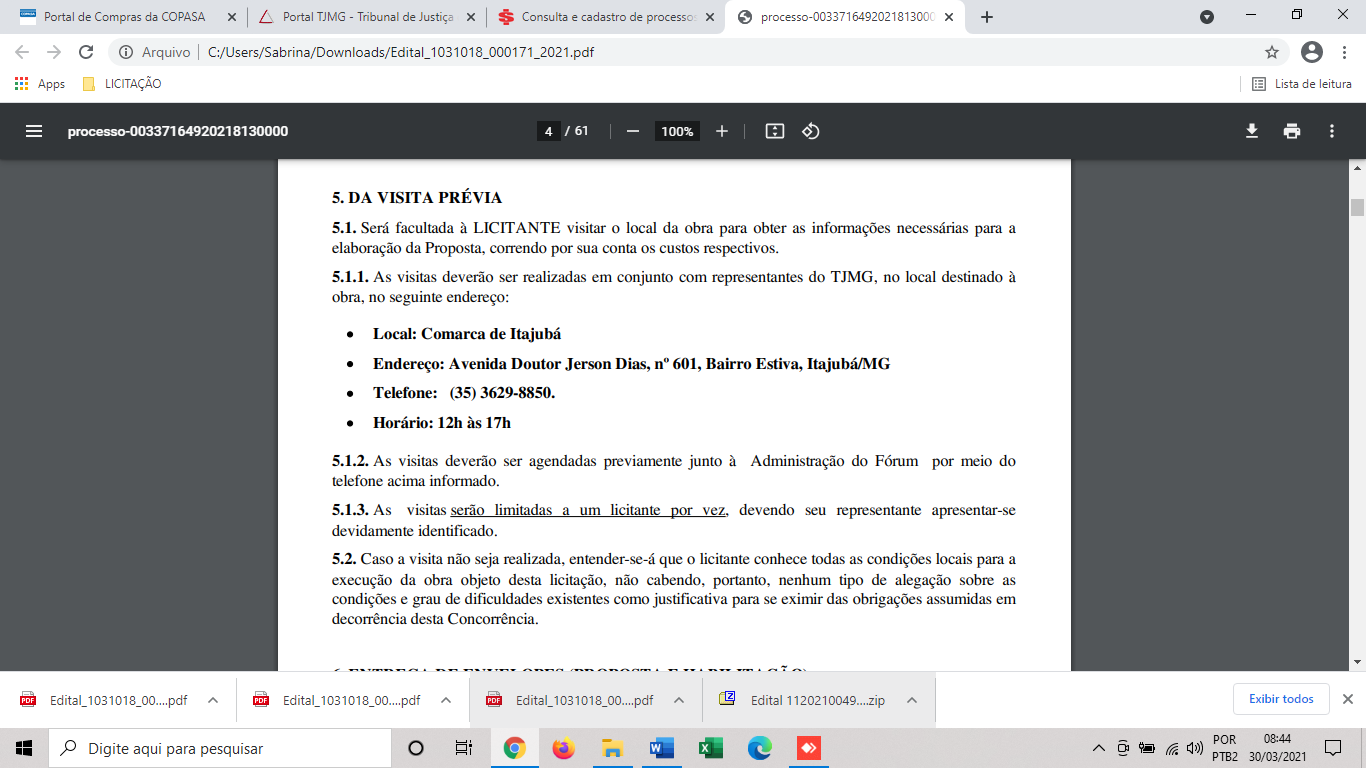 Portal de Compras da COPASA
Portal TJMG - Tribunal de Justiça
Consulta e cadastro de processos
processo-0033716492021813000
Arquivo
C:/Users/Sabrina/Downloads/Edital_1031018_000171_2021.pdf
Apps
LICITAÇÃO
Lista de leitura
processo-00337164920218130000
4 / 61
100%
5. DA VISITA PRÉVIA
5.1. Será facultada à LICITANTE visitar o local da obra para obter as informações necessárias para a
elaboração da Proposta, correndo por sua conta os custos respectivos.
5.1.1. As visitas deverão ser realizadas em conjunto com representantes do TJMG, no local destinado à
obra, no seguinte endereço:
• Local: Comarca de Itajubá
• Endereço: Avenida Doutor Jerson Dias, nº 601, Bairro Estiva, Itajubá/MG
• Telefone: (35) 3629-8850.
• Horário: 12h às 17h
5.1.2. As visitas deverão ser agendadas previamente junto à Administração do Fórum por meio do
telefone acima informado.
5.1.3. As visitas serão limitadas a um licitante por vez, devendo seu representante apresentar-se
devidamente identificado.
5.2. Caso a visita não seja realizada, entender-se-á que o licitante conhece todas as condições locais para a
execução da obra objeto desta licitação, não cabendo, portanto, nenhum tipo de alegação sobre as
condições e grau de dificuldades existentes como justificativa para se eximir das obrigações assumidas em
decorrência desta Concorrência.
6. ENTREGA DE ENVELOPES (PROPOSTA E HABILITAÇÃO)
Edital_1031018_00....pdf
Edital_1031018_00....pdf
Edital_1031018_00....pdf
Edital 1120210049....zip
Exibir todos
Digite aqui para pesquisar
POR
PTB2
08:44
30/03/2021